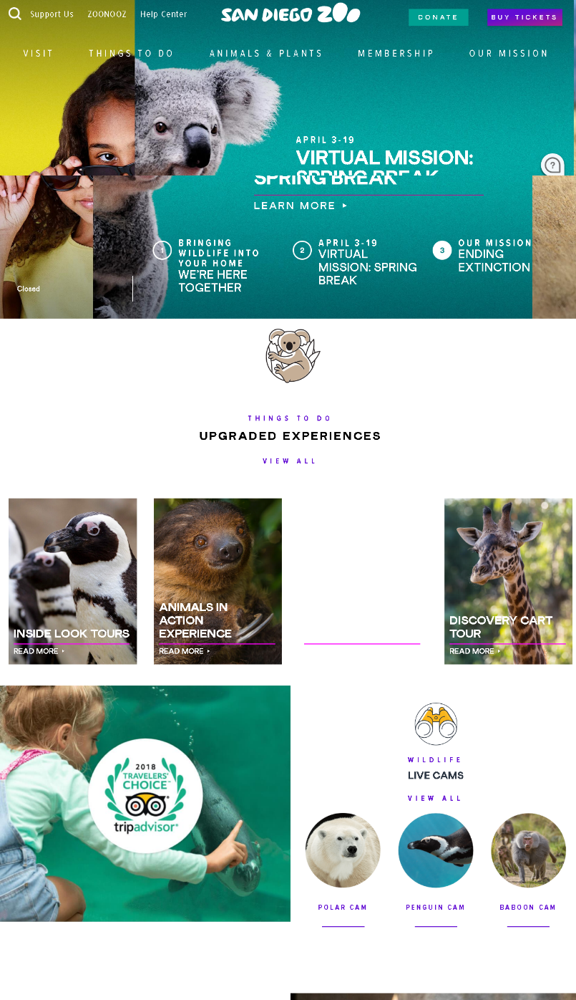 Support Us
ZOONOOZ
Help Center
SAN DIEGO ZOO
DONATE
BUY TICKETS
VISIT
THINGS TO DO
ANIMALS & PLANTS
MEMBERSHIP
OUR MISSION
APRIL 3-19
VIRTUAL MISSION:
SPRING BREAK
?
SPRING BREAK
LEARN MORE
1
BRINGING
WILDLIFE INTO
YOUR HOME
WE'RE HERE
TOGETHER
2
APRIL 3-19
VIRTUAL
MISSION: SPRING
BREAK
3
OUR MISSION
ENDING
EXTINCTION
Closed
THINGS TO DO
UPGRADED EXPERIENCES
VIEW ALL
INSIDE LOOK TOURS
READ MORE
ANIMALS IN
ACTION
EXPERIENCE
READ MORE
DISCOVERY CART
TOUR
READ MORE
2018
TRAVELERS'
CHOICE™
tripadvisor®
WILDLIFE
LIVE CAMS
VIEW ALL
POLAR CAM
PENGUIN CAM
BABOON CAM